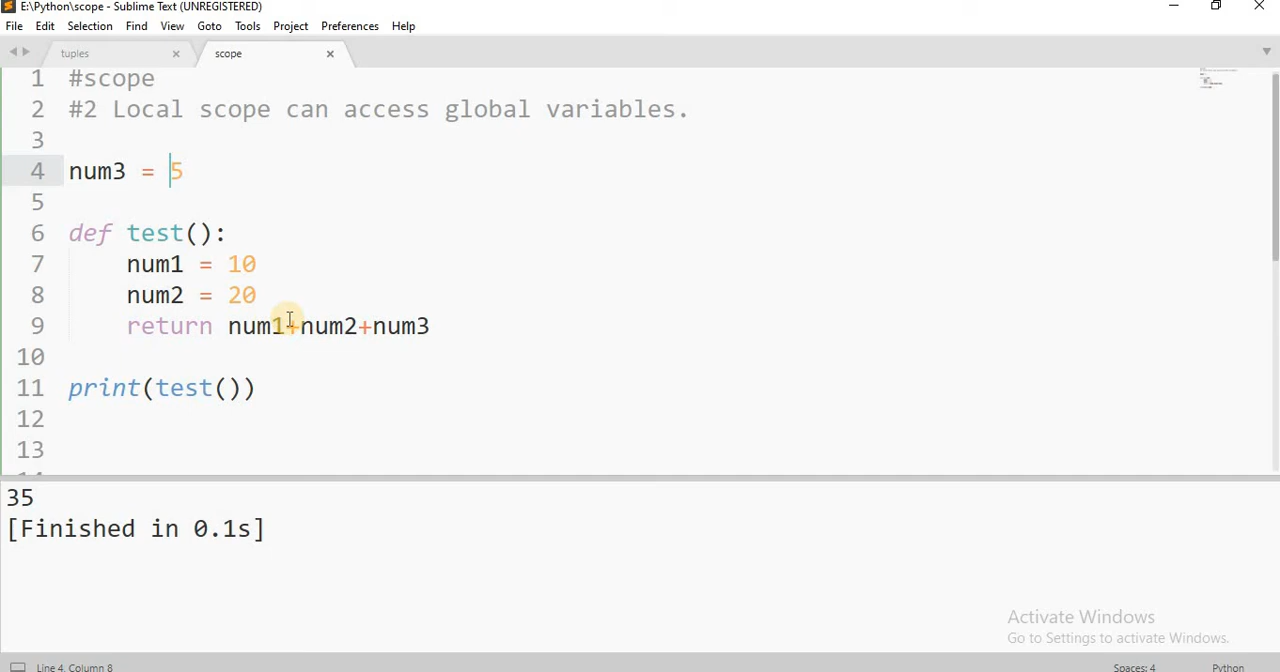 E:\Python\scope - Sublime Text (UNREGISTERED)
File Edit Selection Find View Goto Tools Project Preferences Help
tuples scope
1 #scope
2 #2 Local scope can access global variables.
3
4 num3 = 5
5
6 def test():
7     num1 = 10
8     num2 = 20
9     return num1+num2+num3
10
11 print(test())
12
13
35
[Finished in 0.1s]
Activate Windows
Go to Settings to activate Windows.
Line 4, Column 8 Spaces: 4 Python